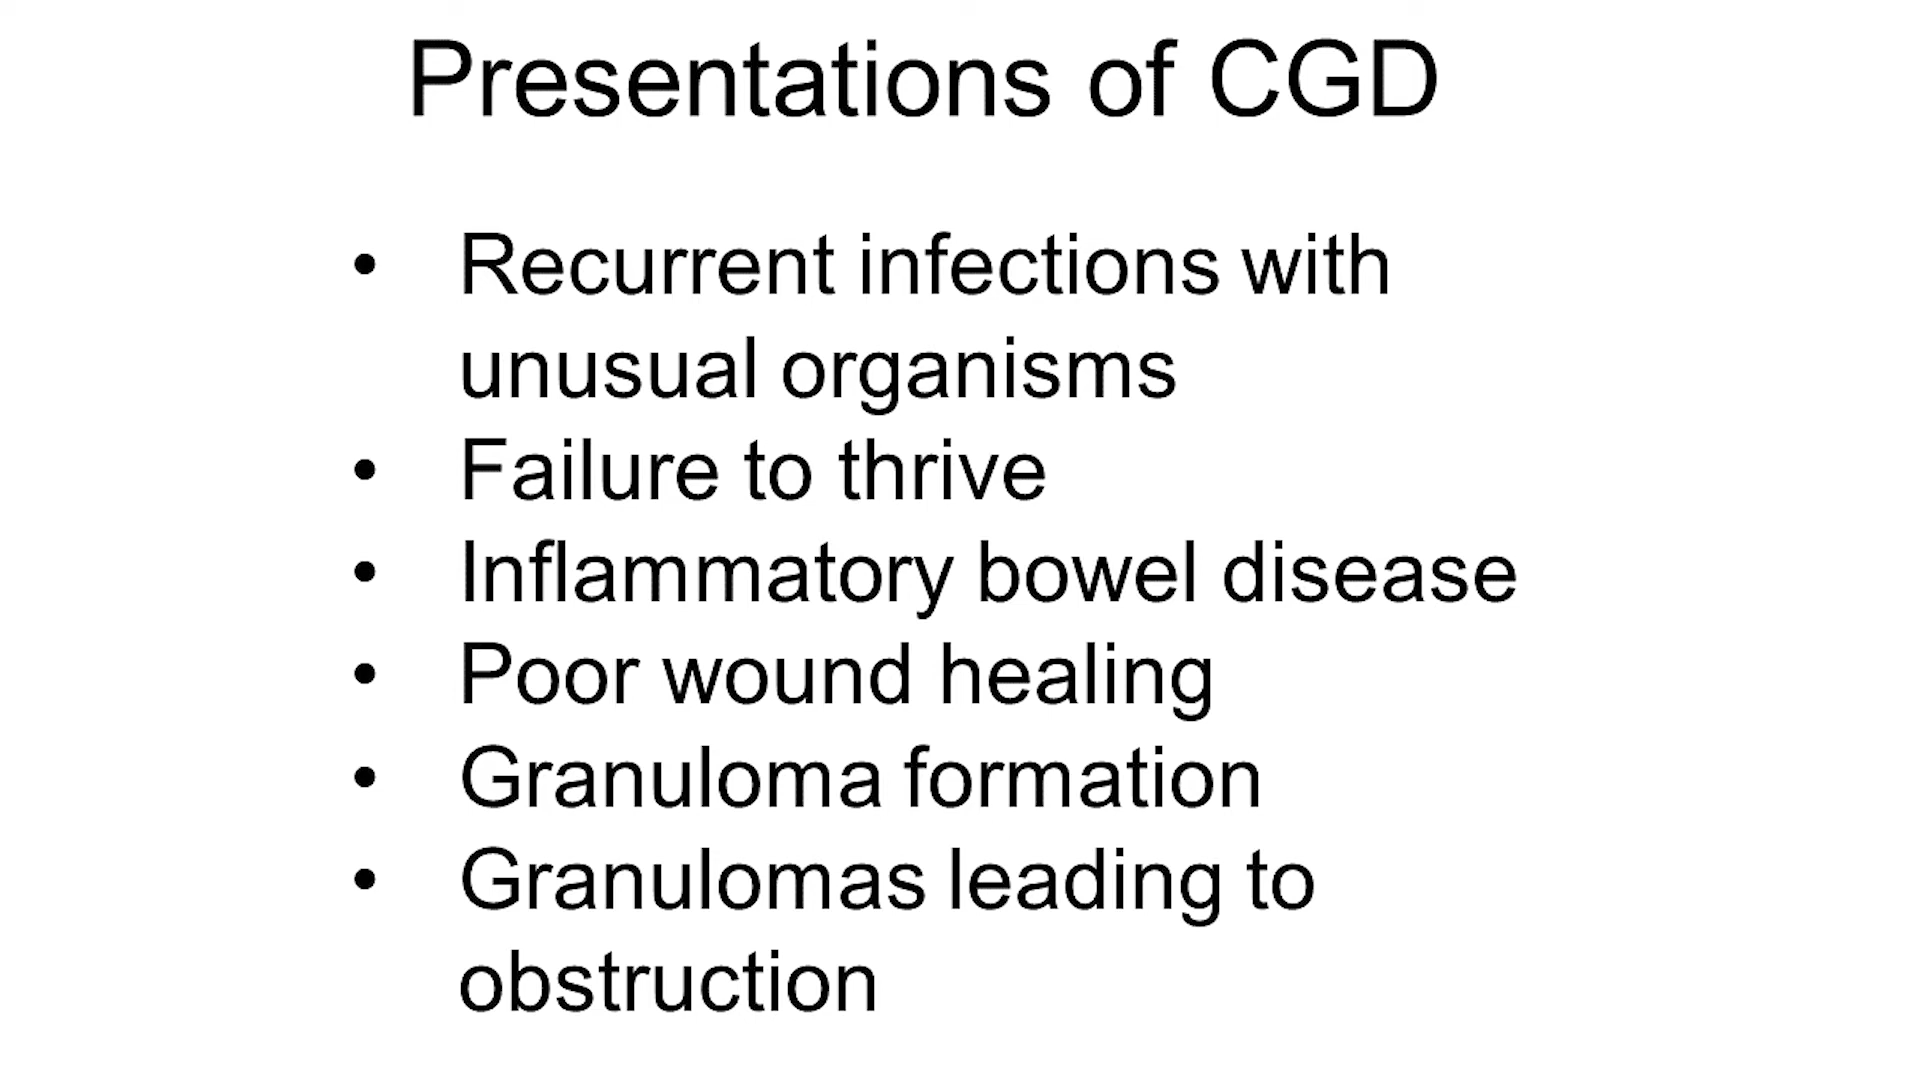 Presentations of CGD
• Recurrent infections with
unusual organisms
• Failure to thrive
• Inflammatory bowel disease
• Poor wound healing
• Granuloma formation
• Granulomas leading to
obstruction